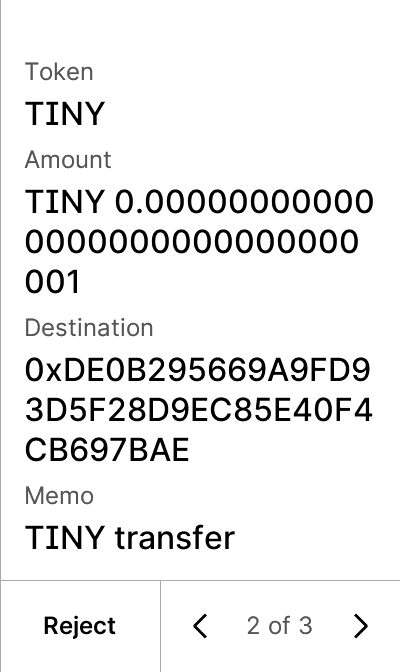 Token
TINY
Amount
TINY 0.00000000000
0000000000000000
001
Destination
0xDE0B295669A9FD9
3D5F28D9EC85E40F4
CB697BAE
Memo
TINY transfer
Reject
2 of 3